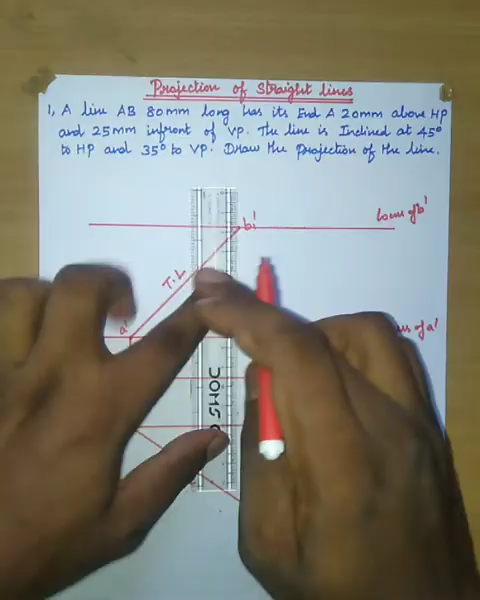 Projection of Straight lines
1, A line AB 80mm long has its End A 20mm above HP
and 25mm infront of VP. The line is Inclined at 45°
to HP and 35° to VP. Draw the Projection of the line.
locus of b'
b'
T.L
a'
of a'